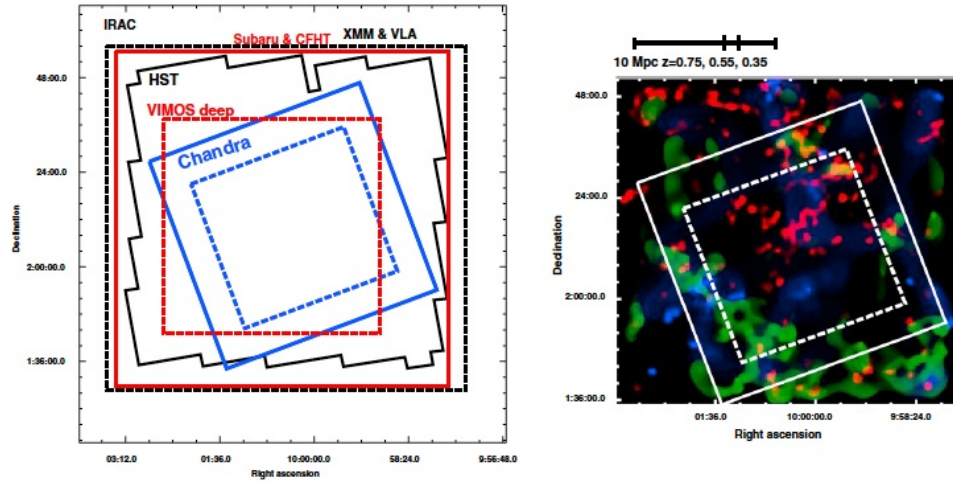 IRAC
Subaru & CFHT
XMM & VLA
HST
VIMOS deep
Chandra
48:00.0
24:00.0
2:00:00.0
1:36:00.0
Declination
03:12.0 01:36.0 10:00:00.0 58:24.0 9:56:48.0
Right ascension
10 Mpc z=0.75, 0.55, 0.35
48:00.0
24:00.0
2:00:00.0
1:36:00.0
Declination
01:36.0 10:00:00.0 9:58:24.0
Right ascension